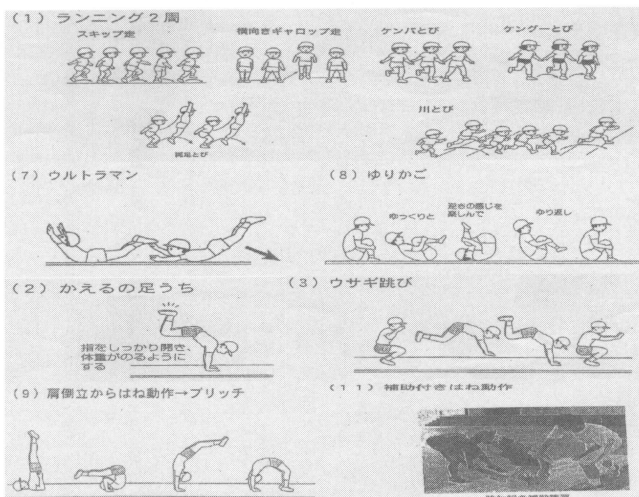 (1) ランニング2周
スキップ走
横向きギャロップ走
ケンパとび
ケングーとび
両足とび
川とび
(7) ウルトラマン
(8) ゆりかご
ゆっくりと
逆さの感じを
楽しんで
ゆり返し
(2) かえるの足うち
指をしっかり開き、
体重がのるように
する
(3) ウサギ跳び
(9) 肩倒立からはね動作→ブリッチ
(11) 補助付きはね動作